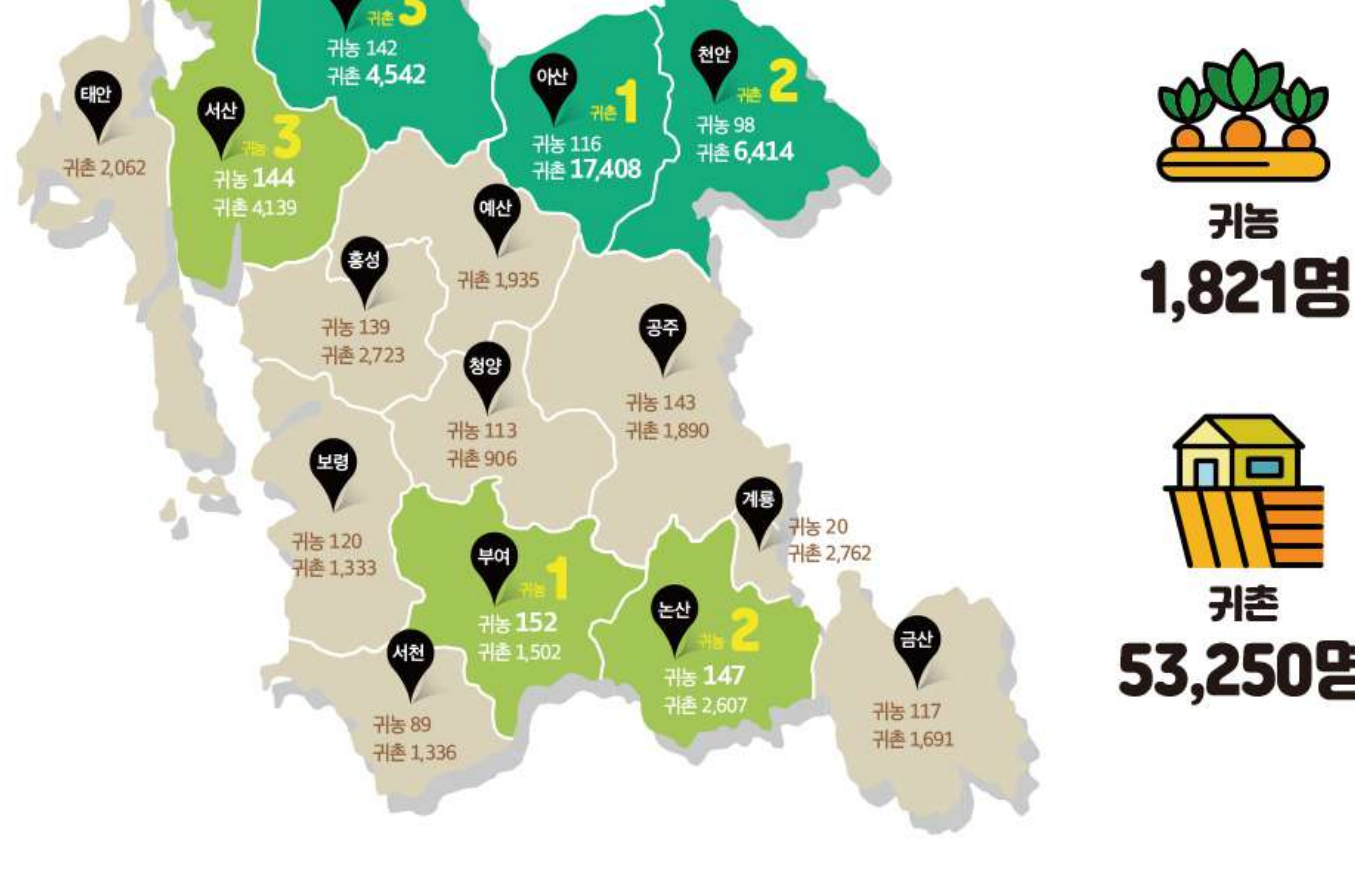 귀촌 3
귀농 142
귀촌 4,542
태안
귀촌 2,062
서산
귀농 3
귀농 144
귀촌 4,139
아산
귀촌 1
귀농 116
귀촌 17,408
천안
귀촌 2
귀농 98
귀촌 6,414
예산
귀촌 1,935
홍성
귀농 139
귀촌 2,723
청양
귀농 113
귀촌 906
공주
귀농 143
귀촌 1,890
보령
귀농 120
귀촌 1,333
계룡
귀농 20
귀촌 2,762
부여
귀농 1
귀농 152
귀촌 1,502
논산
귀농 2
귀농 147
귀촌 2,607
서천
귀농 89
귀촌 1,336
금산
귀농 117
귀촌 1,691
귀농
1,821명
귀촌
53,250명